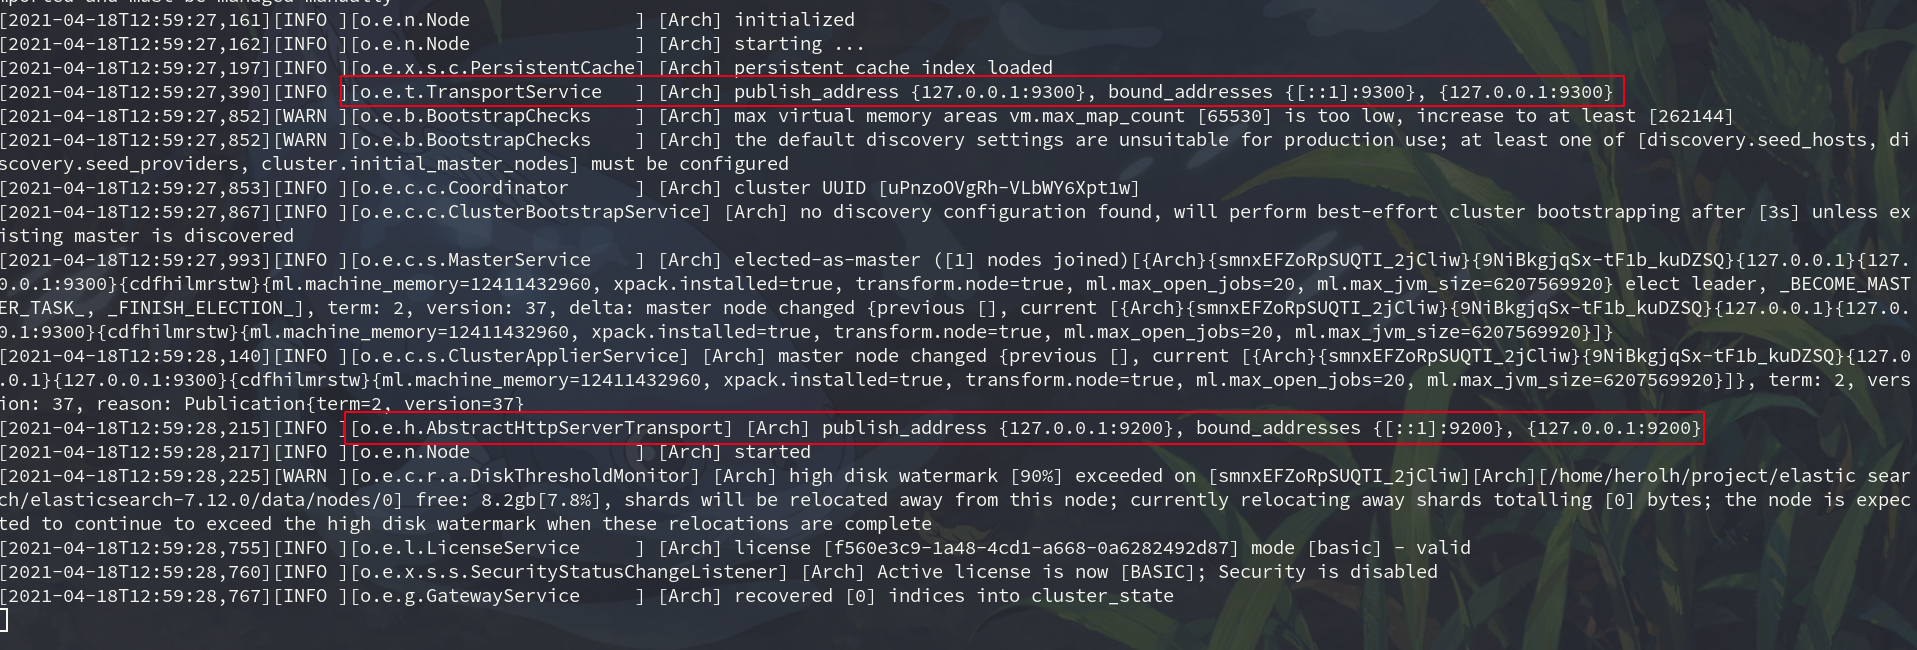 mported and must be managed manually
[2021-04-18T12:59:27,161][INFO ][o.e.n.Node               ] [Arch] initialized
[2021-04-18T12:59:27,162][INFO ][o.e.n.Node               ] [Arch] starting ...
[2021-04-18T12:59:27,197][INFO ][o.e.x.s.c.PersistentCache] [Arch] persistent cache index loaded
[2021-04-18T12:59:27,390][INFO ][o.e.t.TransportService   ] [Arch] publish_address {127.0.0.1:9300}, bound_addresses {[::1]:9300}, {127.0.0.1:9300}
[2021-04-18T12:59:27,852][WARN ][o.e.b.BootstrapChecks    ] [Arch] max virtual memory areas vm.max_map_count [65530] is too low, increase to at least [262144]
[2021-04-18T12:59:27,852][WARN ][o.e.b.BootstrapChecks    ] [Arch] the default discovery settings are unsuitable for production use; at least one of [discovery.seed_hosts, di
scovery.seed_providers, cluster.initial_master_nodes] must be configured
[2021-04-18T12:59:27,853][INFO ][o.e.c.c.Coordinator      ] [Arch] cluster UUID [uPnzoOVgRh-VLbWY6Xpt1w]
[2021-04-18T12:59:27,867][INFO ][o.e.c.c.ClusterBootstrapService] [Arch] no discovery configuration found, will perform best-effort cluster bootstrapping after [3s] unless ex
isting master is discovered
[2021-04-18T12:59:27,993][INFO ][o.e.c.s.MasterService    ] [Arch] elected-as-master ([1] nodes joined)[{Arch}{smnxEFZoRpSUQTI_2jCliw}{9NiBkgjqSx-tF1b_kuDZSQ}{127.0.0.1}{127.
0.0.1:9300}{cdfhilmrstw}{ml.machine_memory=12411432960, xpack.installed=true, transform.node=true, ml.max_open_jobs=20, ml.max_jvm_size=6207569920} elect leader, _BECOME_MAST
ER_TASK_, _FINISH_ELECTION_], term: 2, version: 37, delta: master node changed {previous [], current [{Arch}{smnxEFZoRpSUQTI_2jCliw}{9NiBkgjqSx-tF1b_kuDZSQ}{127.0.0.1}{127.0.
0.1:9300}{cdfhilmrstw}{ml.machine_memory=12411432960, xpack.installed=true, transform.node=true, ml.max_open_jobs=20, ml.max_jvm_size=6207569920}]}
[2021-04-18T12:59:28,140][INFO ][o.e.c.s.ClusterApplierService] [Arch] master node changed {previous [], current [{Arch}{smnxEFZoRpSUQTI_2jCliw}{9NiBkgjqSx-tF1b_kuDZSQ}{127.0
.0.1}{127.0.0.1:9300}{cdfhilmrstw}{ml.machine_memory=12411432960, xpack.installed=true, transform.node=true, ml.max_open_jobs=20, ml.max_jvm_size=6207569920}]}, term: 2, vers
ion: 37, reason: Publication{term=2, version=37}
[2021-04-18T12:59:28,215][INFO ][o.e.h.AbstractHttpServerTransport] [Arch] publish_address {127.0.0.1:9200}, bound_addresses {[::1]:9200}, {127.0.0.1:9200}
[2021-04-18T12:59:28,217][INFO ][o.e.n.Node               ] [Arch] started
[2021-04-18T12:59:28,225][WARN ][o.e.c.r.a.DiskThresholdMonitor] [Arch] high disk watermark [90%] exceeded on [smnxEFZoRpSUQTI_2jCliw][Arch][/home/herolh/project/elastic sear
ch/elasticsearch-7.12.0/data/nodes/0] free: 8.2gb[7.8%], shards will be relocated away from this node; currently relocating away shards totalling [0] bytes; the node is expec
ted to continue to exceed the high disk watermark when these relocations are complete
[2021-04-18T12:59:28,755][INFO ][o.e.l.LicenseService     ] [Arch] license [f560e3c9-1a48-4cd1-a668-0a6282492d87] mode [basic] - valid
[2021-04-18T12:59:28,760][INFO ][o.e.x.s.s.SecurityStatusChangeListener] [Arch] Active license is now [BASIC]; Security is disabled
[2021-04-18T12:59:28,767][INFO ][o.e.g.GatewayService     ] [Arch] recovered [0] indices into cluster_state